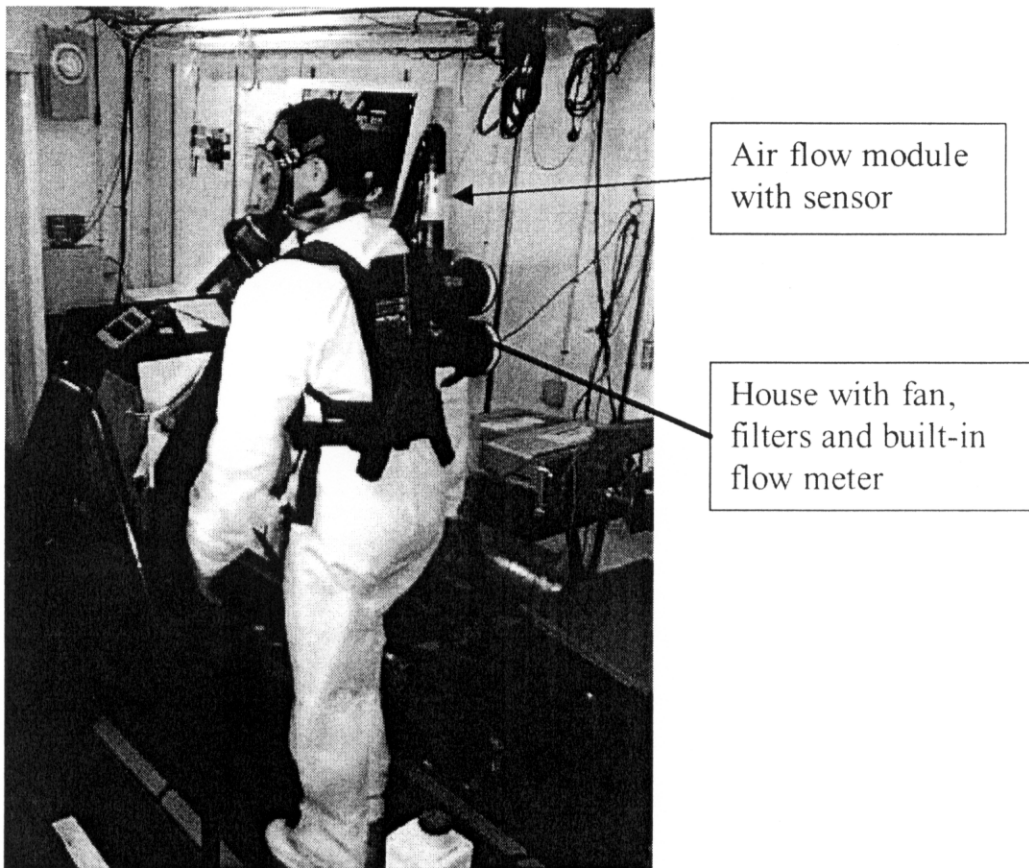 Air flow module
with sensor
House with fan,
filters and built-in
flow meter